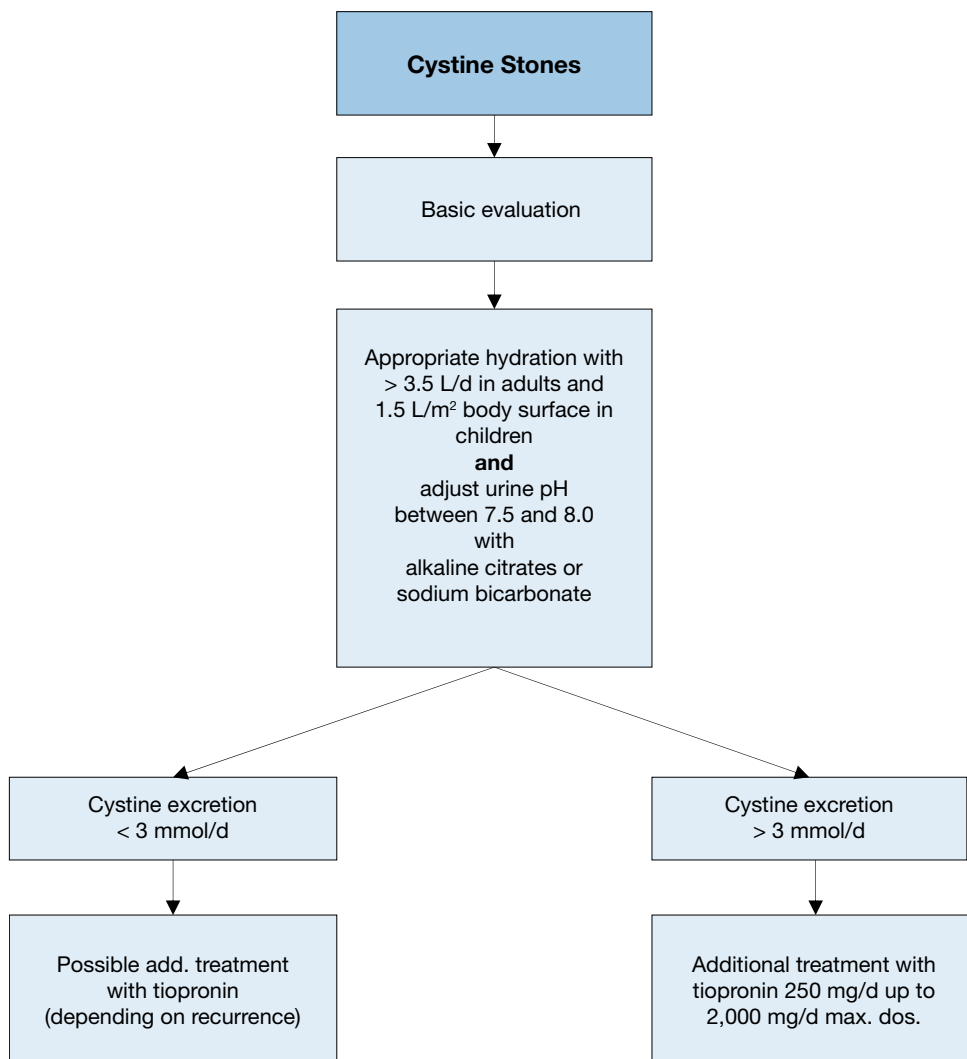 Cystine Stones
Basic evaluation
Appropriate hydration with
> 3.5 L/d in adults and
1.5 L/m² body surface in
children
and
adjust urine pH
between 7.5 and 8.0
with
alkaline citrates or
sodium bicarbonate
Cystine excretion
< 3 mmol/d
Possible add. treatment
with tiopronin
(depending on recurrence)
Cystine excretion
> 3 mmol/d
Additional treatment with
tiopronin 250 mg/d up to
2,000 mg/d max. dos.